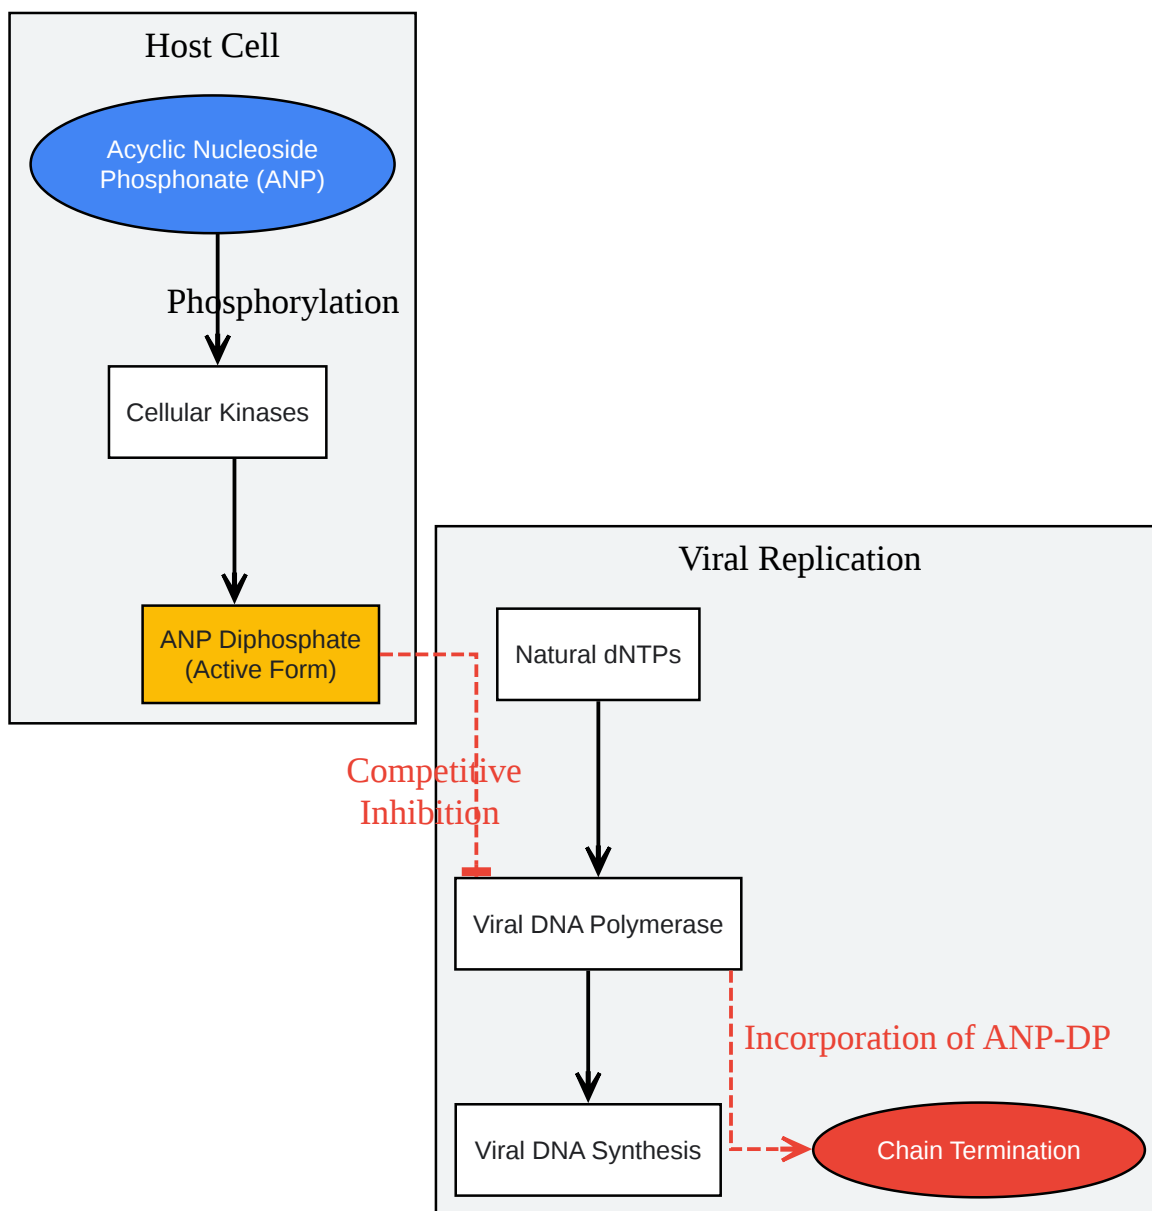 Host Cell
Acyclic Nucleoside
Phosphonate (ANP)
Phosphorylation
Cellular Kinases
ANP Diphosphate
(Active Form)
Viral Replication
Natural dNTPs
Competitive
Inhibition
Viral DNA Polymerase
Incorporation of ANP-DP
Viral DNA Synthesis
Chain Termination